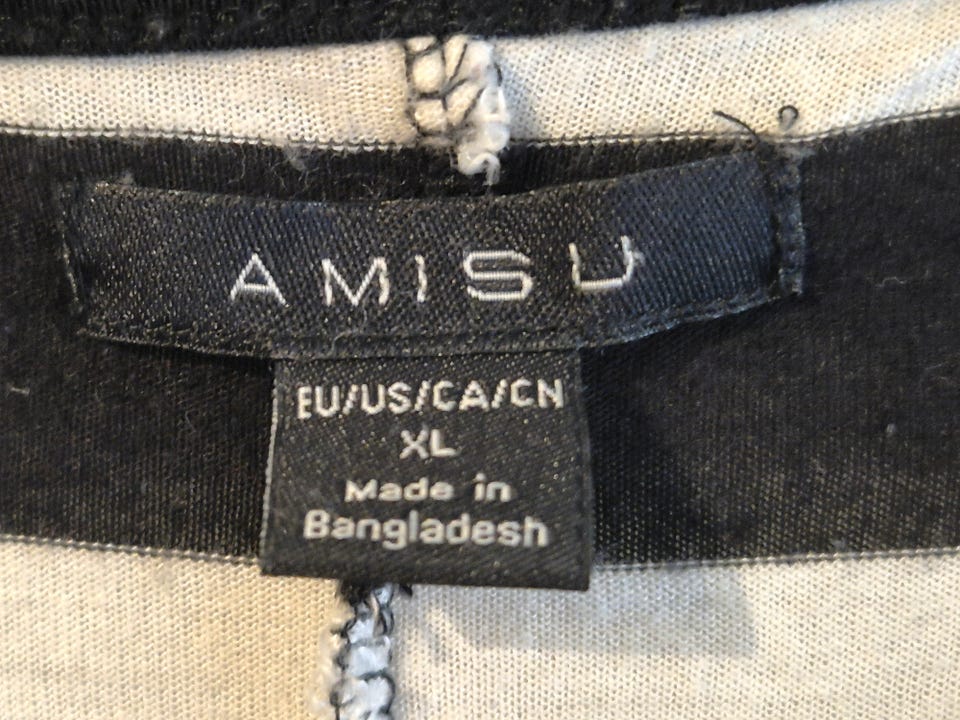 AMISU
EU/US/CA/CN
XL
Made in
Bangladesh